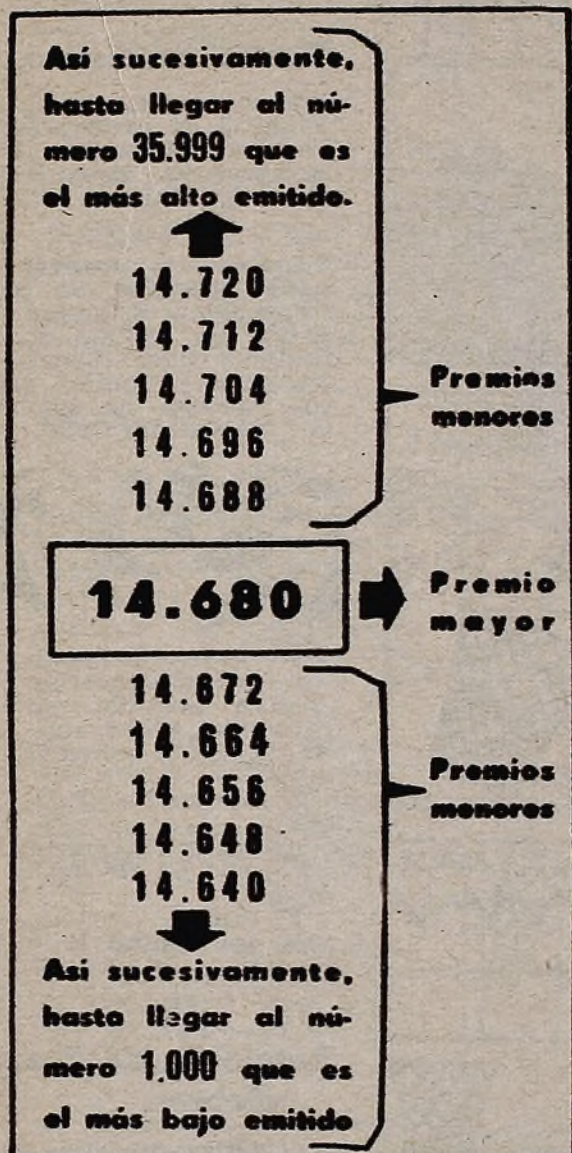 Así sucesivamente,
hasta llegar al nú-
mero 35.999 que es
el más alto emitido.
14.720
14.712
14.704
14.696
14.688
Premios
menores
14.680
Premio
mayor
14.672
14.664
14.656
14.648
14.640
Premios
menores
Así sucesivamente,
hasta llegar al nú-
mero 1.000 que es
el más bajo emitido